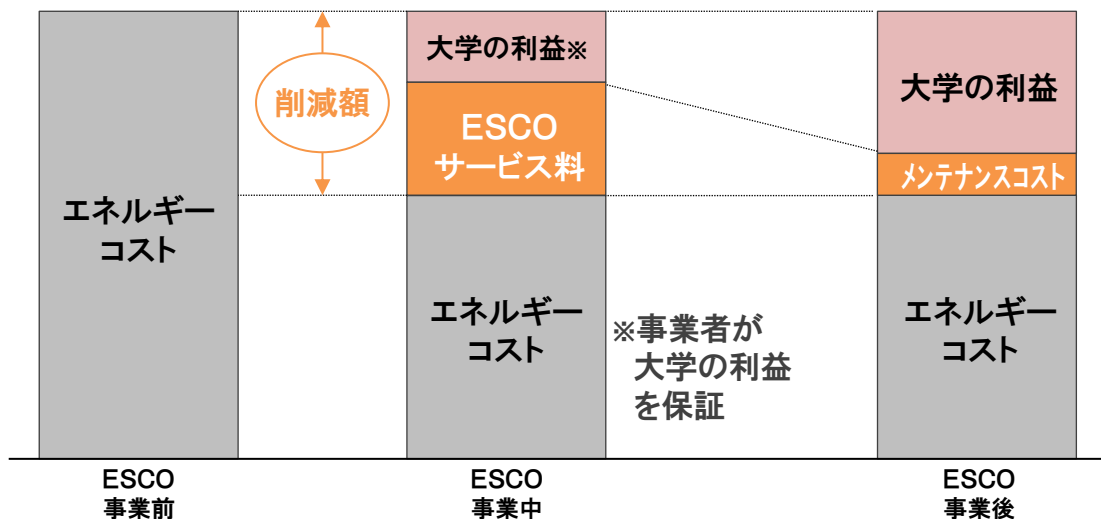 エネルギー
コスト
削減額
大学の利益※
ESCO
サービス料
エネルギー
コスト
※事業者が
大学の利益
を保証
大学の利益
メンテナンスコスト
エネルギー
コスト
ESCO
事業前
ESCO
事業中
ESCO
事業後